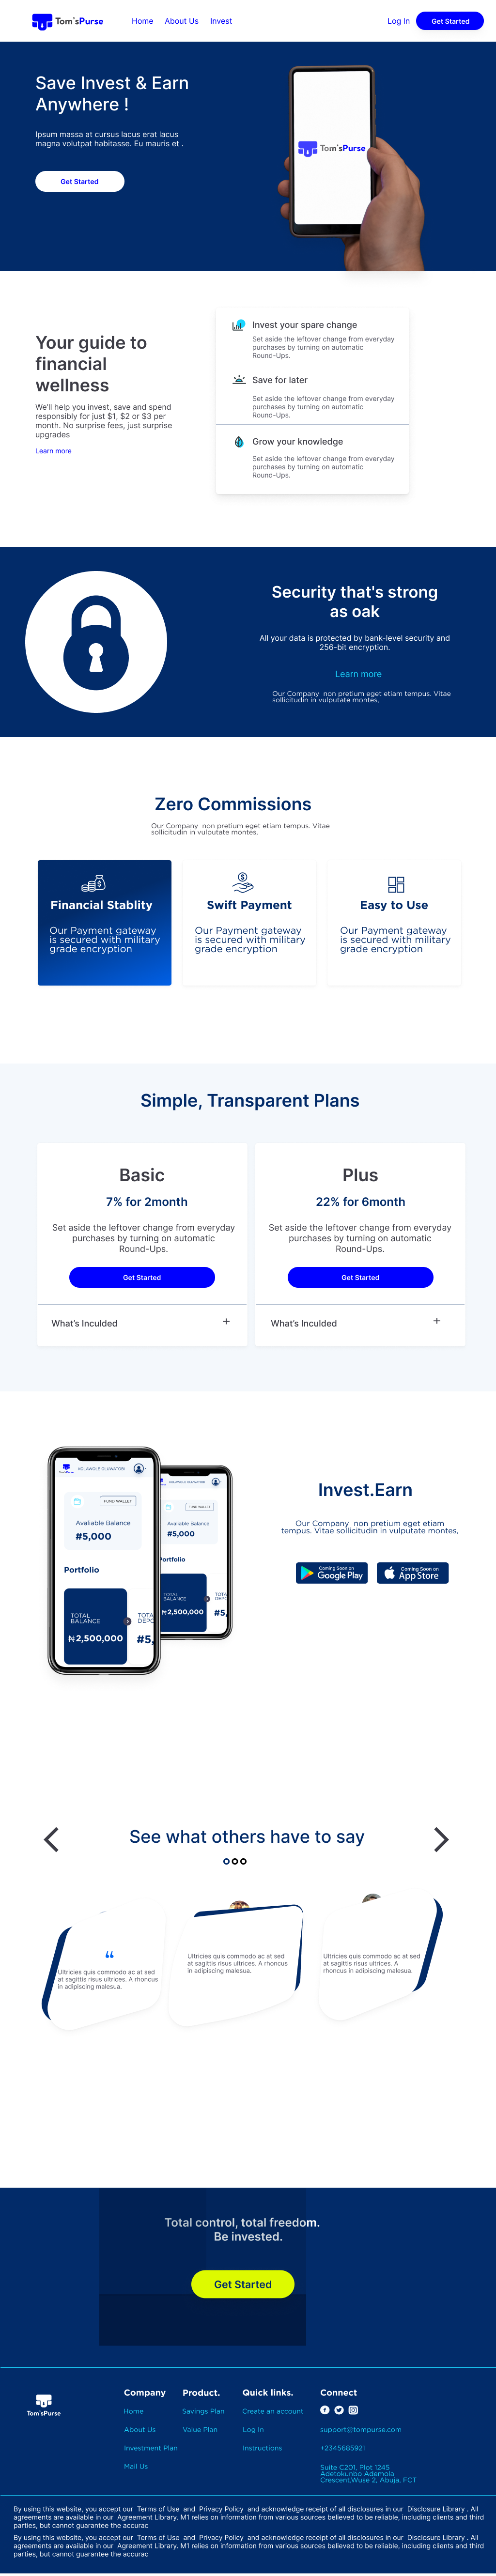 Tom'sPurse
Home About Us Invest
Log In Get Started
Save Invest & Earn
Anywhere !
Ipsum massa at cursus lacus erat lacus
magna volutpat habitasse. Eu mauris et .
Get Started
Tom'sPurse
Your guide to
financial
wellness
We'll help you invest, save and spend
responsibly for just $1, $2 or $3 per
month. No surprise fees, just surprise
upgrades
Learn more
Invest your spare change
Set aside the leftover change from everyday
purchases by turning on automatic
Round-Ups.
Save for later
Set aside the leftover change from everyday
purchases by turning on automatic
Round-Ups.
Grow your knowledge
Set aside the leftover change from everyday
purchases by turning on automatic
Round-Ups.
Security that's strong
as oak
All your data is protected by bank-level security and
256-bit encryption.
Learn more
Our Company non pretium eget etiam tempus. Vitae
sollicitudin in vulputate montes,
Zero Commissions
Our Company non pretium eget etiam tempus. Vitae
sollicitudin in vulputate montes,
Financial Stablity
Our Payment gateway
is secured with military
grade encryption
Swift Payment
Our Payment gateway
is secured with military
grade encryption
Easy to Use
Our Payment gateway
is secured with military
grade encryption
Simple, Transparent Plans
Basic
7% for 2month
Set aside the leftover change from everyday
purchases by turning on automatic
Round-Ups.
Get Started
What's Inculded +
Plus
22% for 6month
Set aside the leftover change from everyday
purchases by turning on automatic
Round-Ups.
Get Started
What's Inculded +
Tom'sPurse
KOLAWOLE OLUWATOBI
FUND WALLET
Avaliable Balance
#5,000
Portfolio
TOTAL
BALANCE
₦2,500,000
TOTA
DEPC
#5,
KOLAWOLE OLUWATOBI
FUND WALLET
Avaliable Balance
#5,000
Portfolio
TOTAL
BALANCE
₦2,500,000
TOTA
DEPC
#5,
Invest.Earn
Our Company non pretium eget etiam
tempus. Vitae sollicitudin in vulputate montes,
Coming Soon on
Google Play
Coming Soon on
App Store
See what others have to say
“
Ultricies quis commodo ac at sed
at sagittis risus ultrices. A rhoncus
in adipiscing malesua.
Ultricies quis commodo ac at sed
at sagittis risus ultrices. A rhoncus
in adipiscing malesua.
Ultricies quis commodo ac at sed
at sagittis risus ultrices. A
rhoncus in adipiscing malesua.
Total control, total freedom.
Be invested.
Get Started
Tom'sPurse
Company
Home
About Us
Investment Plan
Mail Us
Product.
Savings Plan
Value Plan
Quick links.
Create an account
Log In
Instructions
Connect
support@tompurse.com
+2345685921
Suite C201, Plot 1245
Adetokunbo Ademola
Crescent,Wuse 2, Abuja, FCT
By using this website, you accept our Terms of Use and Privacy Policy and acknowledge receipt of all disclosures in our Disclosure Library . All
agreements are available in our Agreement Library. M1 relies on information from various sources believed to be reliable, including clients and third
parties, but cannot guarantee the accurac
By using this website, you accept our Terms of Use and Privacy Policy and acknowledge receipt of all disclosures in our Disclosure Library . All
agreements are available in our Agreement Library. M1 relies on information from various sources believed to be reliable, including clients and third
parties, but cannot guarantee the accurac